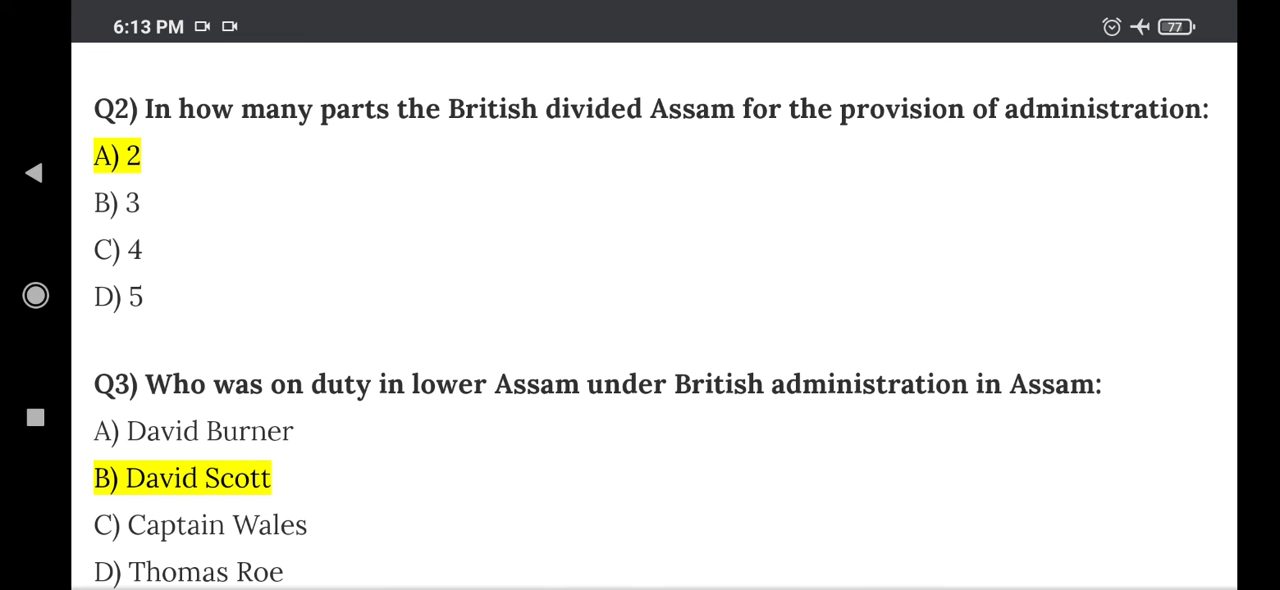 6:13 PM
77
Q2) In how many parts the British divided Assam for the provision of administration:
A) 2
B) 3
C) 4
D) 5
Q3) Who was on duty in lower Assam under British administration in Assam:
A) David Burner
B) David Scott
C) Captain Wales
D) Thomas Roe